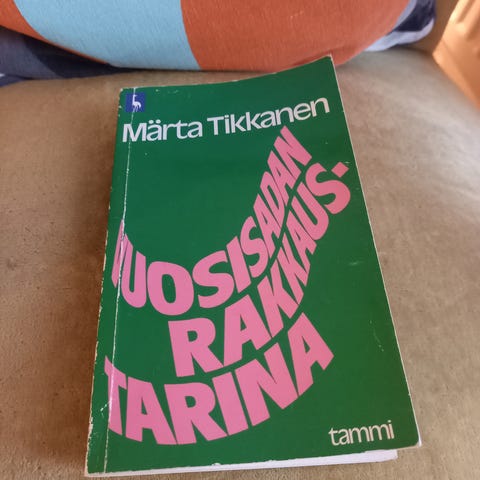 Märta Tikkanen
VUOSISADAN
RAKKAUS-
TARINA
tammi